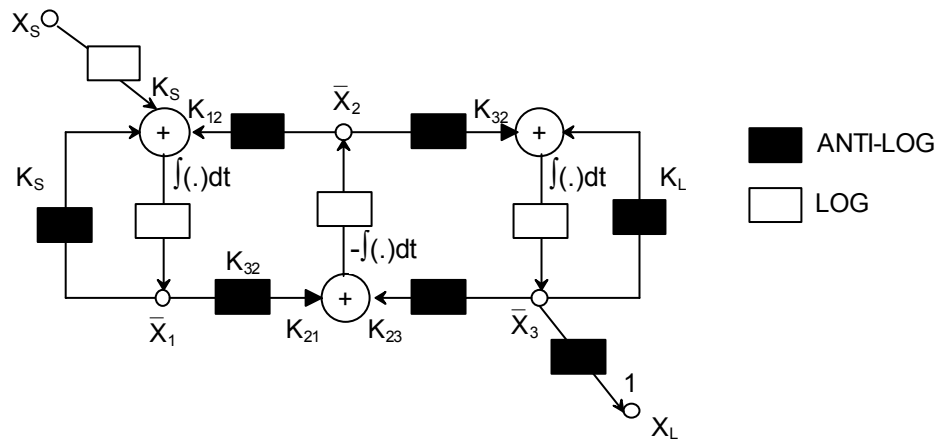 X_S
K_S
K_12
X̄_2
K_32
+
+
ANTI-LOG
K_S
∫(.)dt
∫(.)dt
K_L
LOG
-∫(.)dt
K_32
+
X̄_1
K_21
K_23
X̄_3
1
X_L